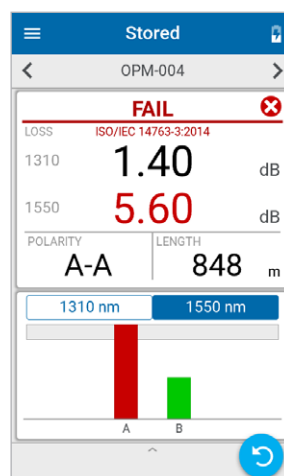 Stored
OPM-004
FAIL
LOSS ISO/IEC 14763-3:2014
1310 1.40 dB
1550 5.60 dB
POLARITY LENGTH
A-A 848 m
1310 nm 1550 nm
A B